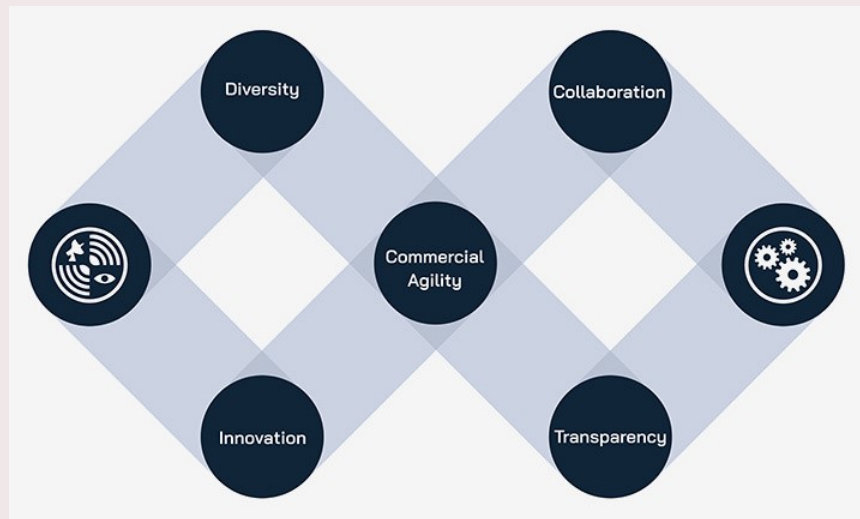 Diversity
Collaboration
Commercial
Agility
Innovation
Transparency